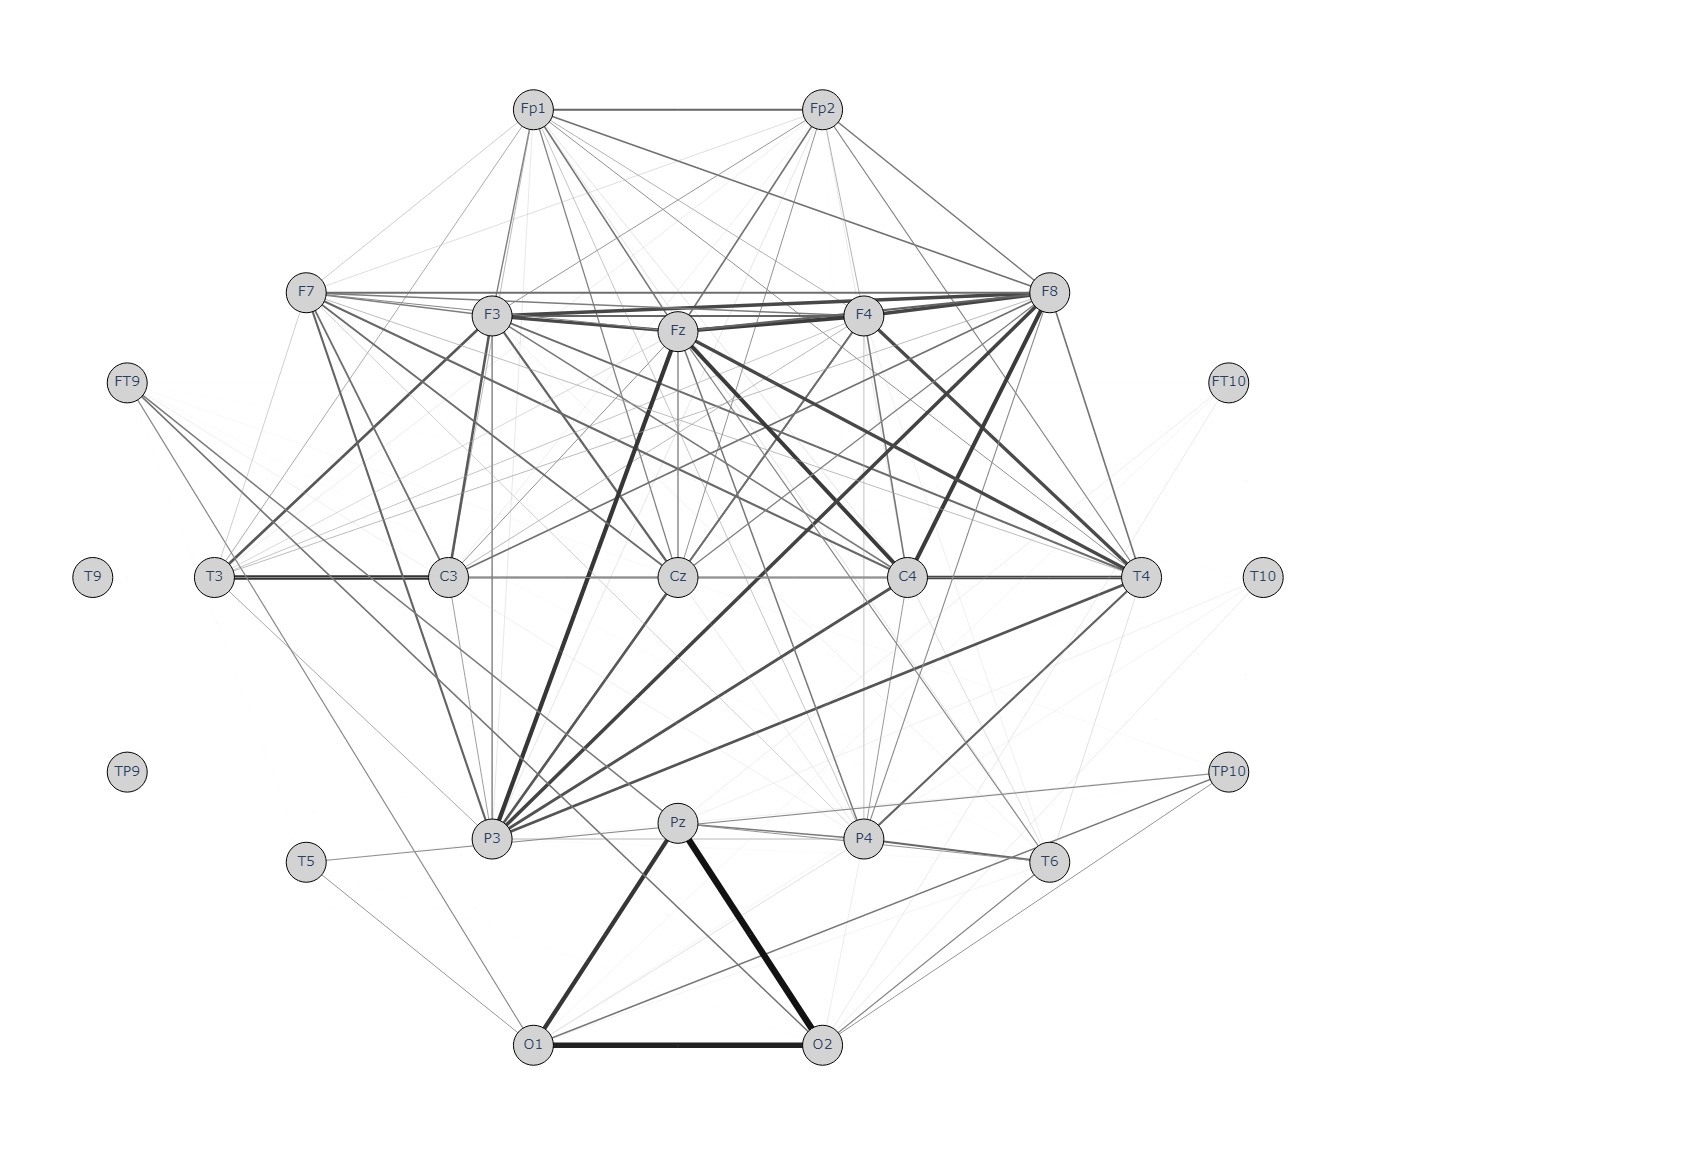 Fp1 Fp2
F7 F3 Fz F4 F8
FT9 FT10
T9 T3 C3 Cz C4 T4 T10
TP9 TP10
T5 P3 Pz P4 T6
O1 O2